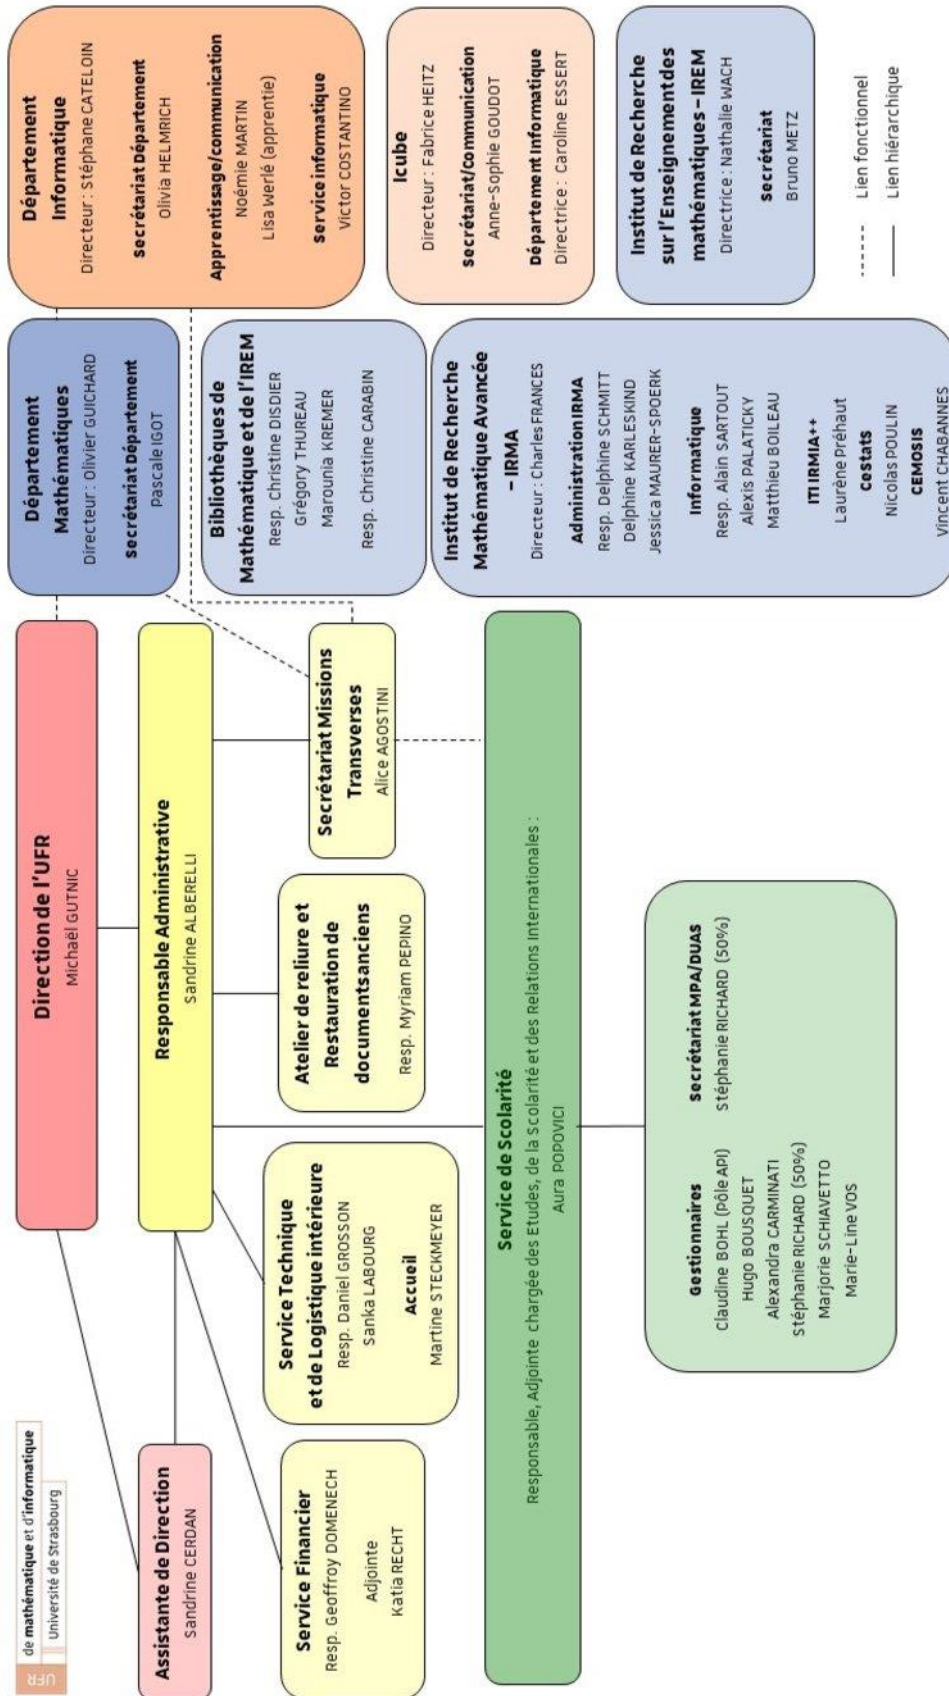 UFR
de mathématique et d'informatique
Université de Strasbourg
Direction de l'UFR
Michaël GUTNIC
Assistante de Direction
Sandrine CERDAN
Responsable Administrative
Sandrine ALBERELLI
Service Financier
Resp. Geoffroy DOMENECH
Adjointe
Katia RECHT
Service Technique
et de Logistique intérieure
Resp. Daniel GROSSON
Sanka LABOURG
Accueil
Martine STECKMEYER
Atelier de reliure et
Restauration de
documentsanciens
Resp. Myriam PEPINO
Secrétariat Missions
Transverses
Alice AGOSTINI
Service de Scolarité
Responsable, Adjointe chargée des Etudes, de la Scolarité et des Relations Internationales :
Aura POPOVICI
Gestionnaires
Claudine BOHL (pôle API)
Hugo BOUSQUET
Alexandra CARMINATI
Stéphanie RICHARD (50%)
Marjorie SCHIAVETTO
Marie-Line VOS
Secrétariat MPA/DUAS
Stéphanie RICHARD (50%)
Département
Mathématiques
Directeur : Olivier GUICHARD
Secrétariat Département
Pascale IGOT
Bibliothèques de
Mathématique et de l'IREM
Resp. Christine DISDIER
Grégory THUREAU
Marounia KREMER
Resp. Christine CARABIN
Institut de Recherche
Mathématique Avancée
– IRMA
Directeur : Charles FRANCES
Administration IRMA
Resp. Delphine SCHMITT
Delphine KARLESKIND
Jessica MAURER-SPOERK
Informatique
Resp. Alain SARTOUT
Alexis PALATICKY
Matthieu BOILEAU
ITI IRMIA++
Laurène Préhaut
Cestats
Nicolas POULIN
CEMOSIS
Vincent CHABANNES
Département
Informatique
Directeur : Stéphane CATELOIN
secrétariat Département
Olivia HELMRICH
Apprentissage/communication
Noémie MARTIN
Lisa Werlé (apprentie)
service informatique
Victor COSTANTINO
Icube
Directeur : Fabrice HEITZ
secrétariat/communication
Anne-Sophie GOUDOT
Département informatique
Directrice : Caroline ESSERT
Institut de Recherche
sur l'Enseignement des
mathématiques – IREM
Directrice : Nathalie WACH
secrétariat
Bruno METZ
Lien fonctionnel
Lien hiérarchique